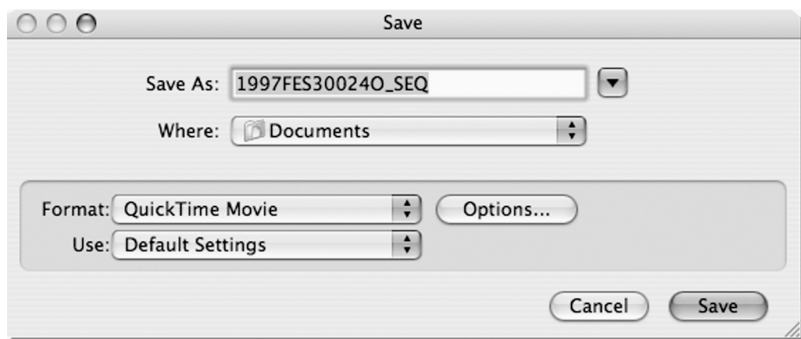 Save
Save As: 1997FES30024O_SEQ
Where: Documents
Format: QuickTime Movie Options...
Use: Default Settings
Cancel Save